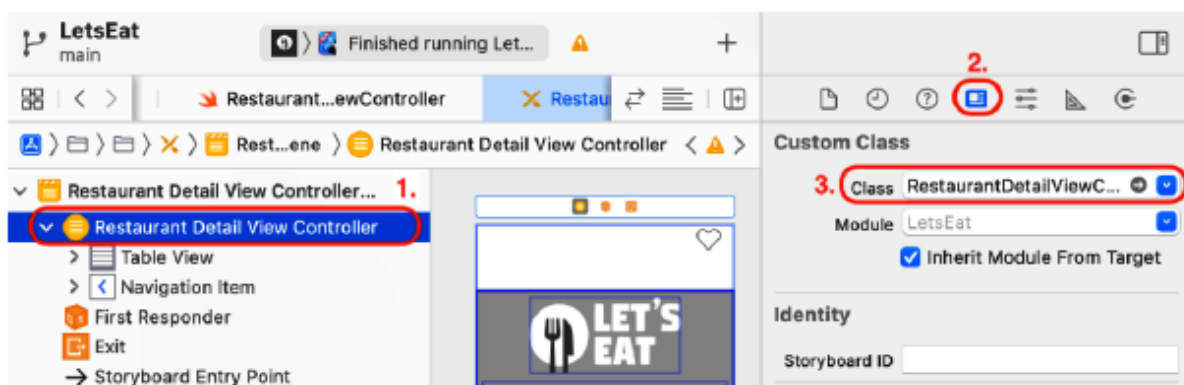 LetsEat
main
Finished running Let...
2.
Restaurant...ewController
Restau
Rest...ene
Restaurant Detail View Controller
Custom Class
Restaurant Detail View Controller...
1.
3.
Class
RestaurantDetailViewC...
Restaurant Detail View Controller
Module
LetsEat
Table View
Inherit Module From Target
Navigation Item
First Responder
LET'S
EAT
Identity
Exit
Storyboard ID
Storyboard Entry Point